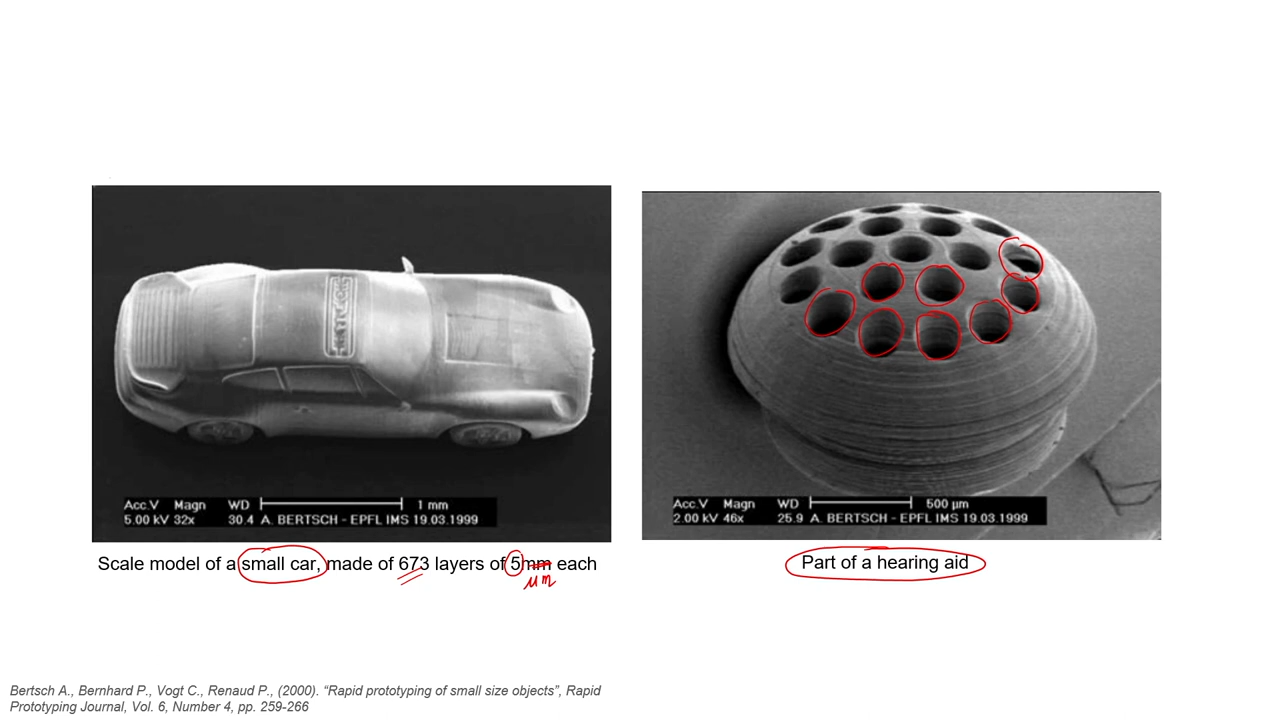 Acc.V Magn WD 1 mm
5.00 kV 32x 30.4 A. BERTSCH - EPFL IMS 19.03.1999
Acc.V Magn WD 500 µm
2.00 kV 46x 25.9 A. BERTSCH - EPFL IMS 19.03.1999
Scale model of a small car, made of 673 layers of 5mm each
µm
Part of a hearing aid
Bertsch A., Bernhard P., Vogt C., Renaud P., (2000). “Rapid prototyping of small size objects”, Rapid
Prototyping Journal, Vol. 6, Number 4, pp. 259-266